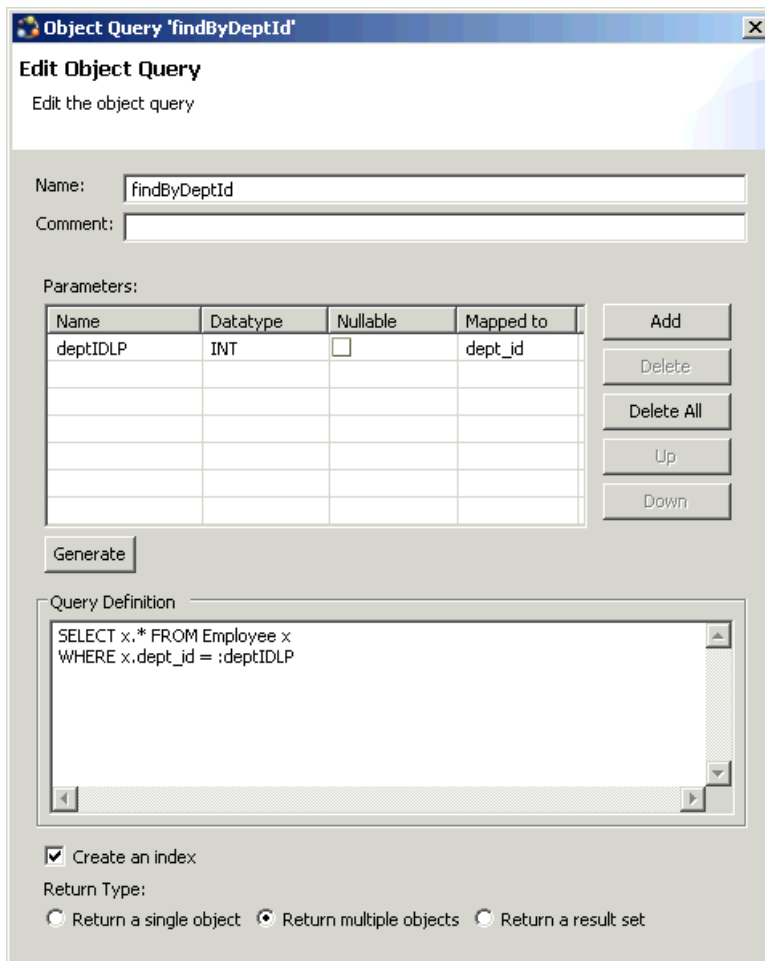 Object Query 'findByDeptId'
Edit Object Query
Edit the object query
Name: findByDeptId
Comment:
Parameters:
Name Datatype Nullable Mapped to
deptIDLP INT dept_id
Add
Delete
Delete All
Up
Down
Generate
Query Definition
SELECT x.* FROM Employee x
WHERE x.dept_id = :deptIDLP
Create an index
Return Type:
Return a single object Return multiple objects Return a result set